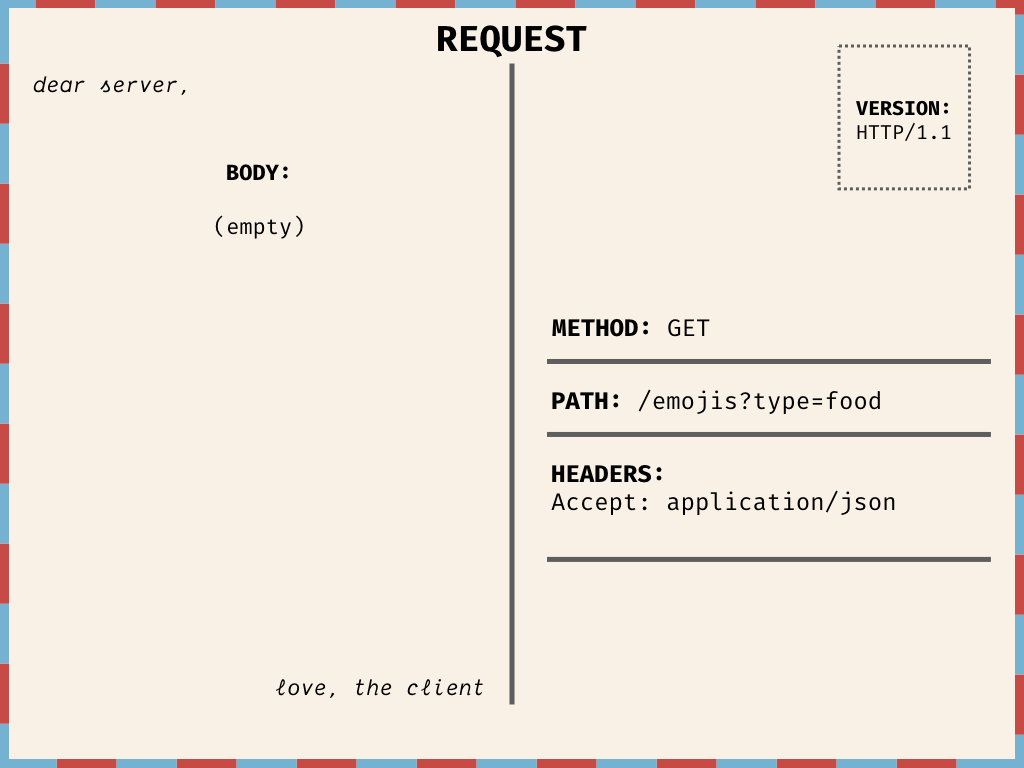 REQUEST
dear server,
BODY:
(empty)
love, the client
VERSION:
HTTP/1.1
METHOD: GET
PATH: /emojis?type=food
HEADERS:
Accept: application/json